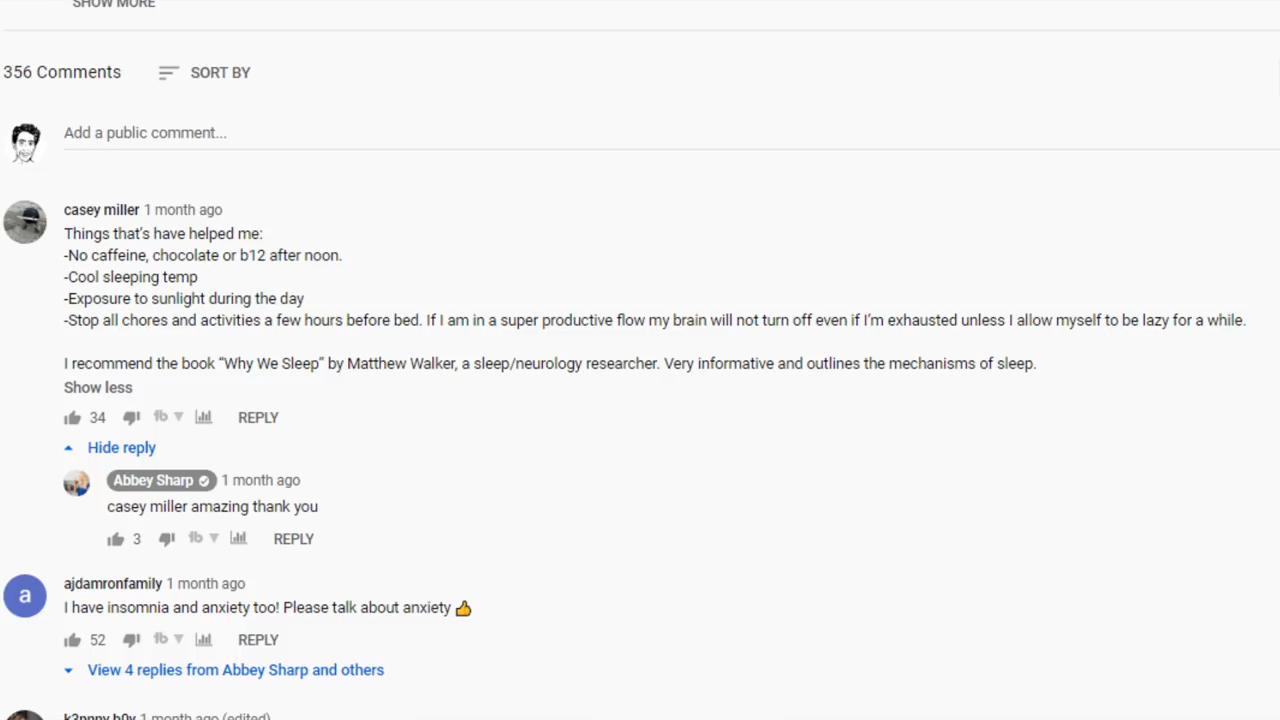 SHOW MORE
356 Comments SORT BY
Add a public comment...
casey miller 1 month ago
Things that's have helped me:
-No caffeine, chocolate or b12 after noon.
-Cool sleeping temp
-Exposure to sunlight during the day
-Stop all chores and activities a few hours before bed. If I am in a super productive flow my brain will not turn off even if I'm exhausted unless I allow myself to be lazy for a while.
I recommend the book “Why We Sleep” by Matthew Walker, a sleep/neurology researcher. Very informative and outlines the mechanisms of sleep.
Show less
34 REPLY
Hide reply
Abbey Sharp 1 month ago
casey miller amazing thank you
3 REPLY
a
ajdamronfamily 1 month ago
I have insomnia and anxiety too! Please talk about anxiety 👍
52 REPLY
View 4 replies from Abbey Sharp and others
1 month ago (edited)